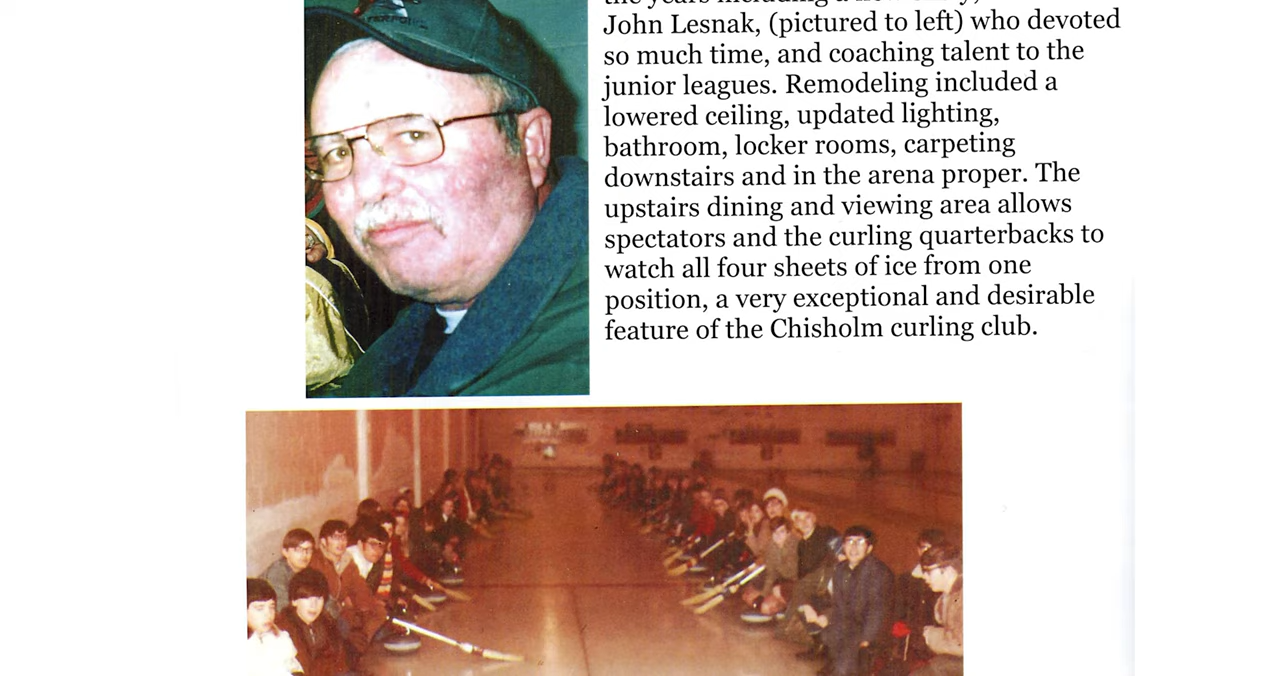 John Lesnak, (pictured to left) who devoted
so much time, and coaching talent to the
junior leagues. Remodeling included a
lowered ceiling, updated lighting,
bathroom, locker rooms, carpeting
downstairs and in the arena proper. The
upstairs dining and viewing area allows
spectators and the curling quarterbacks to
watch all four sheets of ice from one
position, a very exceptional and desirable
feature of the Chisholm curling club.